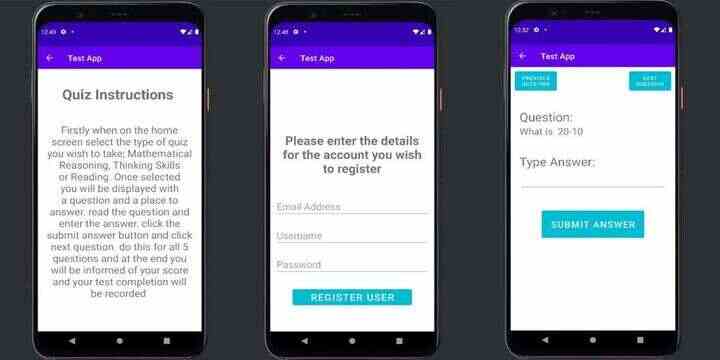 12:49
Test App
Quiz Instructions
Firstly when on the home
screen select the type of quiz
you wish to take; Mathematical
Reasoning, Thinking Skills
or Reading. Once selected
you will be displayed with
a question and a place to
answer. read the question and
enter the answer. click the
submit answer button and click
next question. do this for all 5
questions and at the end you
will be informed of your score
and your test completion will
be recorded
12:48
Test App
Please enter the details
for the account you wish
to register
Email Address
Username
Password
REGISTER USER
12:52
Test App
PREVIOUS
QUESTION
NEXT
QUESTION
Question:
What is 20-10
Type Answer:
SUBMIT ANSWER